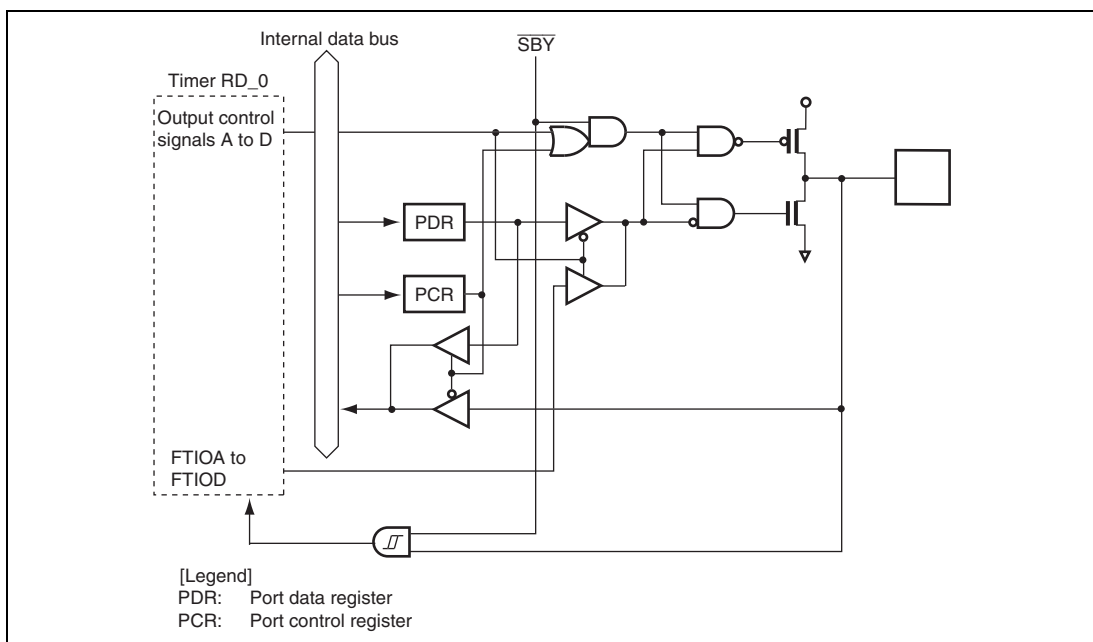 Internal data bus
SBY
Timer RD_0
Output control
signals A to D
PDR
PCR
FTIOA to
FTIOD
[Legend]
PDR: Port data register
PCR: Port control register